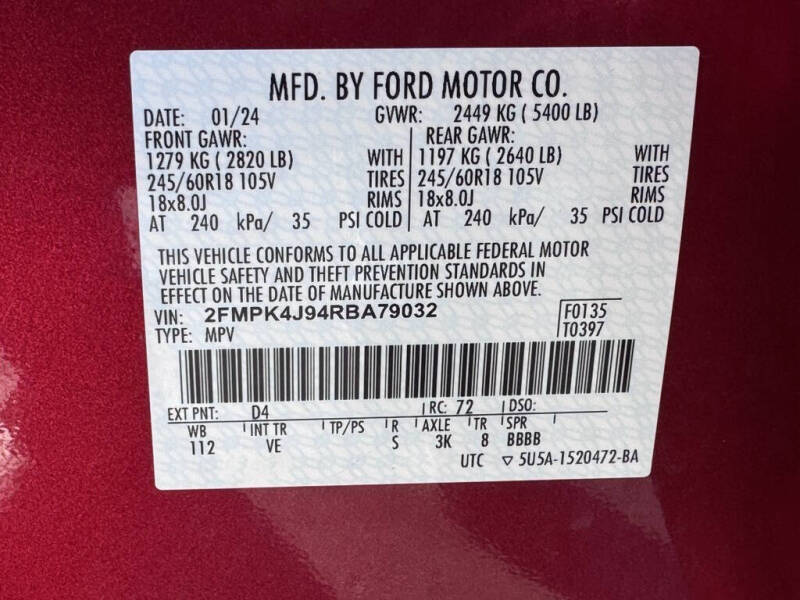 MFD. BY FORD MOTOR CO.
DATE: 01/24 GVWR: 2449 KG ( 5400 LB)
FRONT GAWR: REAR GAWR:
1279 KG ( 2820 LB) WITH 1197 KG ( 2640 LB) WITH
245/60R18 105V TIRES 245/60R18 105V TIRES
18x8.0J RIMS 18x8.0J RIMS
AT 240 kPa/ 35 PSI COLD AT 240 kPa/ 35 PSI COLD
THIS VEHICLE CONFORMS TO ALL APPLICABLE FEDERAL MOTOR
VEHICLE SAFETY AND THEFT PREVENTION STANDARDS IN
EFFECT ON THE DATE OF MANUFACTURE SHOWN ABOVE.
VIN: 2FMPK4J94RBA79032 F0135
TYPE: MPV T0397
EXT PNT: D4 RC: 72 DSO:
WB INT TR TP/PS R AXLE TR SPR
112 VE S 3K 8 BBBB
UTC ▽ 5U5A-1520472-BA